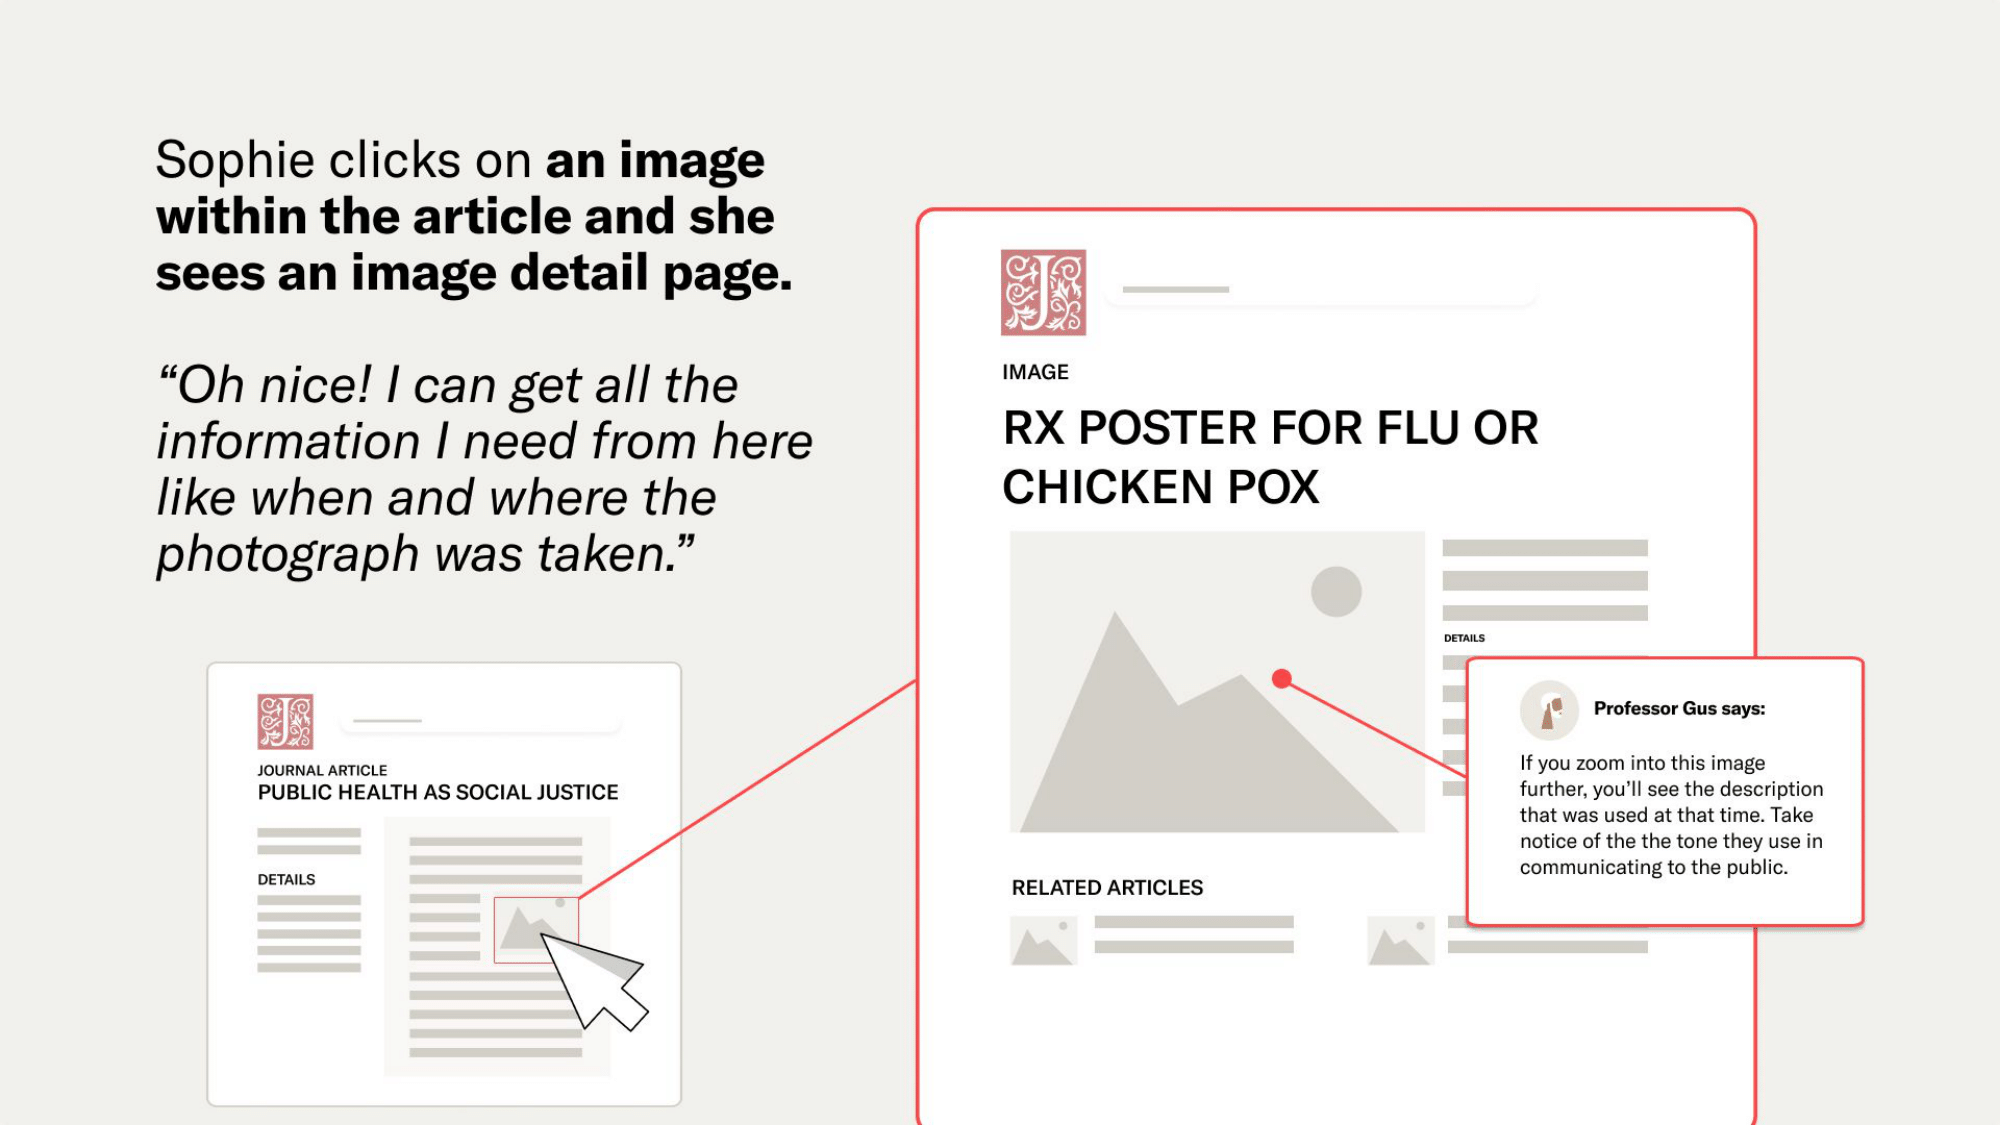 Sophie clicks on an image
within the article and she
sees an image detail page.
“Oh nice! I can get all the
information I need from here
like when and where the
photograph was taken.”
JOURNAL ARTICLE
PUBLIC HEALTH AS SOCIAL JUSTICE
DETAILS
J
IMAGE
RX POSTER FOR FLU OR
CHICKEN POX
DETAILS
RELATED ARTICLES
Professor Gus says:
If you zoom into this image
further, you’ll see the description
that was used at that time. Take
notice of the the tone they use in
communicating to the public.